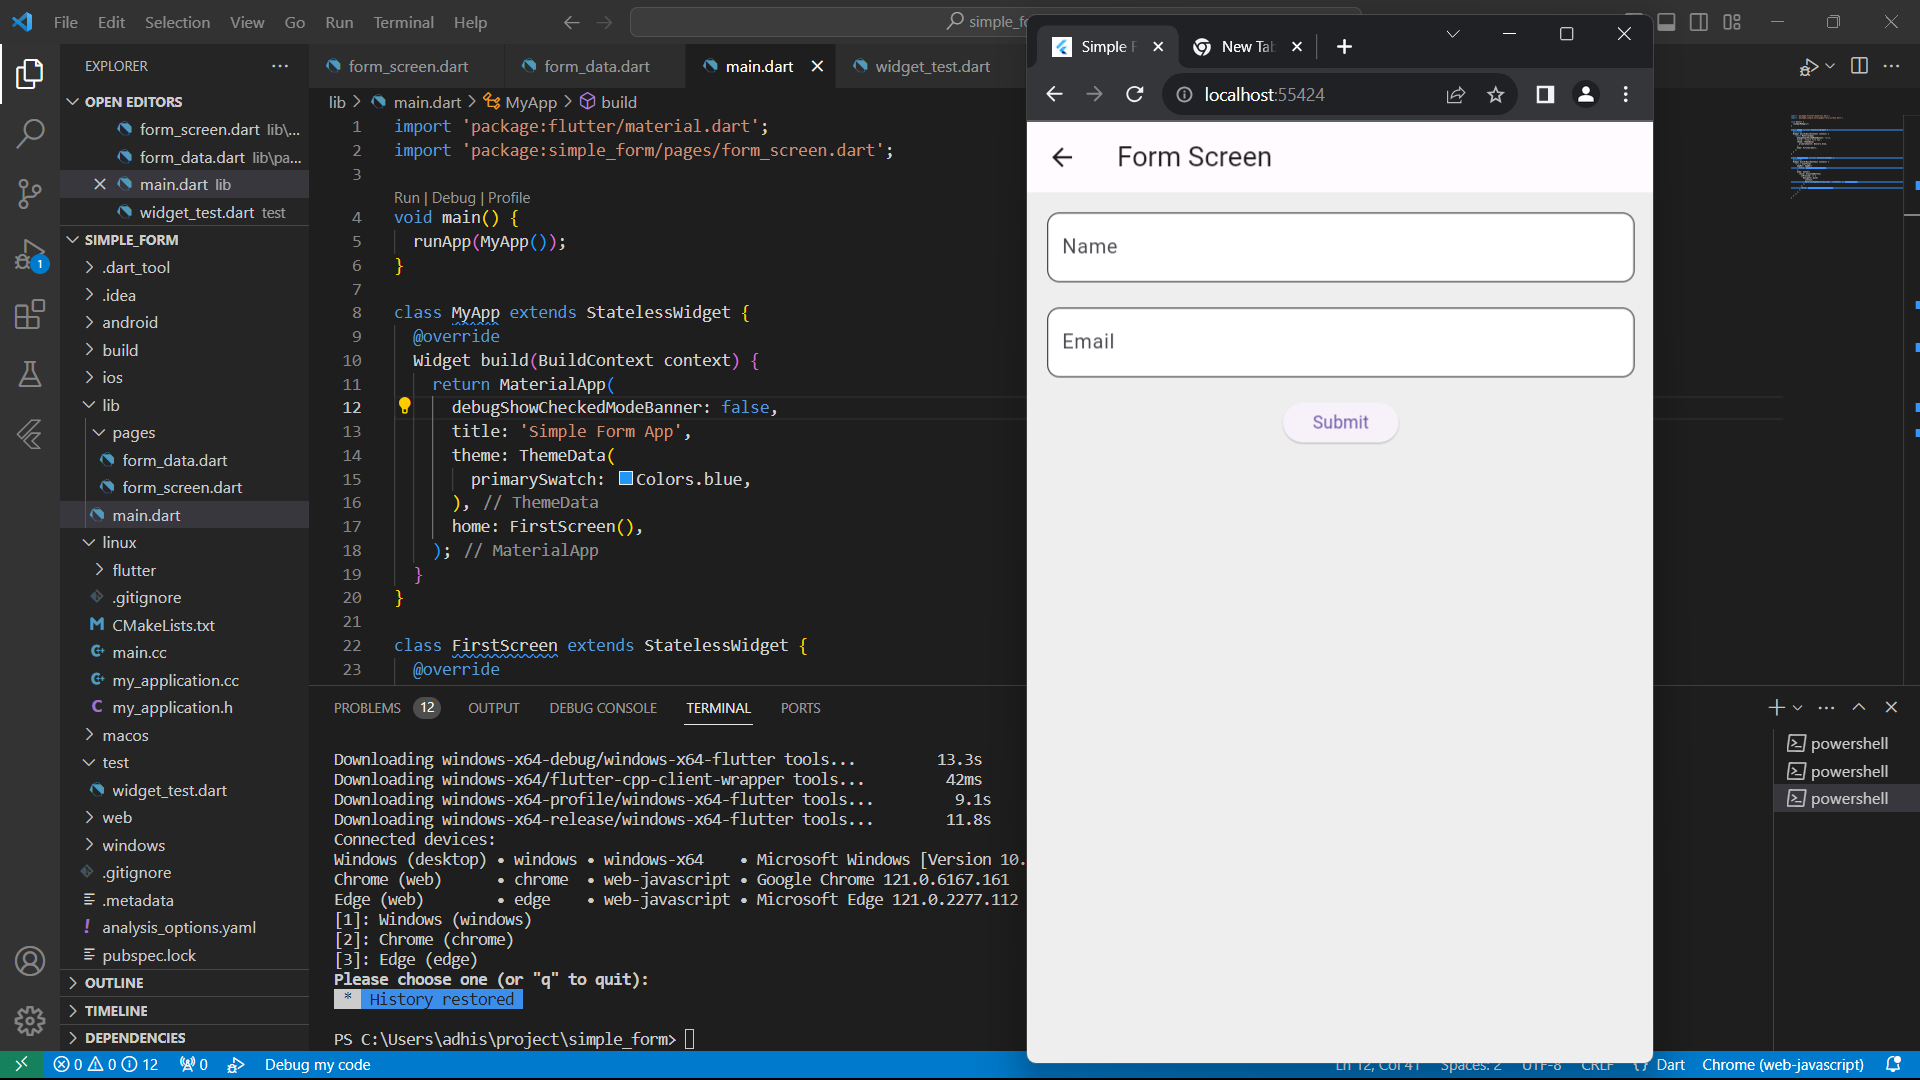 File Edit Selection View Go Run Terminal Help
simple_fo
EXPLORER
OPEN EDITORS
form_screen.dart lib\...
form_data.dart lib\pa...
main.dart lib
widget_test.dart test
SIMPLE_FORM
.dart_tool
.idea
android
build
ios
lib
pages
form_data.dart
form_screen.dart
main.dart
linux
flutter
.gitignore
CMakeLists.txt
main.cc
my_application.cc
my_application.h
macos
test
widget_test.dart
web
windows
.gitignore
.metadata
analysis_options.yaml
pubspec.lock
OUTLINE
TIMELINE
DEPENDENCIES
form_screen.dart form_data.dart main.dart widget_test.dart
lib > main.dart > MyApp > build
1 import 'package:flutter/material.dart';
2 import 'package:simple_form/pages/form_screen.dart';
3
Run | Debug | Profile
4 void main() {
5 runApp(MyApp());
6 }
7
8 class MyApp extends StatelessWidget {
9 @override
10 Widget build(BuildContext context) {
11 return MaterialApp(
12 debugShowCheckedModeBanner: false,
13 title: 'Simple Form App',
14 theme: ThemeData(
15 primarySwatch: Colors.blue,
16 ), // ThemeData
17 home: FirstScreen(),
18 ); // MaterialApp
19 }
20 }
21
22 class FirstScreen extends StatelessWidget {
23 @override
PROBLEMS 12 OUTPUT DEBUG CONSOLE TERMINAL PORTS
Downloading windows-x64-debug/windows-x64-flutter tools... 13.3s
Downloading windows-x64/flutter-cpp-client-wrapper tools... 42ms
Downloading windows-x64-profile/windows-x64-flutter tools... 9.1s
Downloading windows-x64-release/windows-x64-flutter tools... 11.8s
Connected devices:
Windows (desktop) • windows • windows-x64 • Microsoft Windows [Version 10.
Chrome (web) • chrome • web-javascript • Google Chrome 121.0.6167.161
Edge (web) • edge • web-javascript • Microsoft Edge 121.0.2277.112
[1]: Windows (windows)
[2]: Chrome (chrome)
[3]: Edge (edge)
Please choose one (or "q" to quit):
* History restored
PS C:\Users\adhis\project\simple_form>
powershell
powershell
powershell
Simple F New Tab
localhost:55424
Form Screen
Name
Email
Submit
1
0 0 12 0 Debug my code
Ln 12, Col 41 Spaces: 2 UTF-8 CRLF {} Dart Chrome (web-javascript)